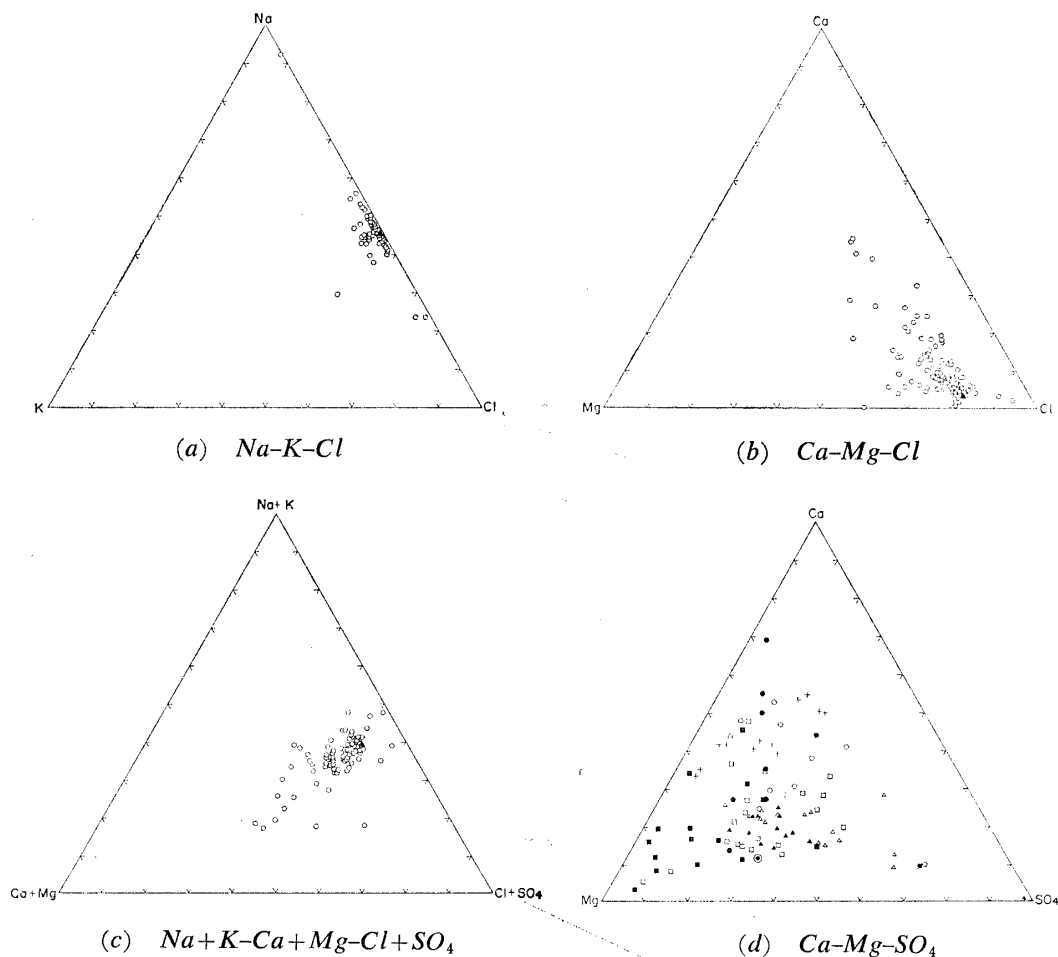 Na
K
Cl
(a) Na–K–Cl
Ca
Mg
Cl
(b) Ca–Mg–Cl
Na+K
Ca+Mg
Cl+SO4
(c) Na+K–Ca+Mg–Cl+SO4
Ca
Mg
SO4
(d) Ca–Mg–SO4